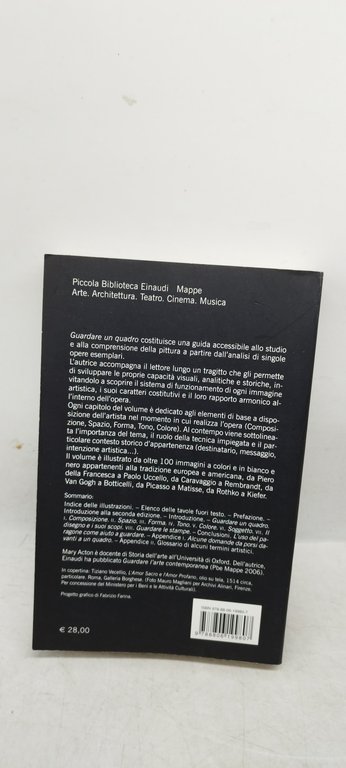 Piccola Biblioteca Einaudi Mappe
Arte. Architettura. Teatro. Cinema. Musica
Guardare un quadro costituisce una guida accessibile allo studio
e alla comprensione della pittura a partire dall'analisi di singole
opere esemplari.
L'autrice accompagna il lettore lungo un tragitto che gli permette
di sviluppare le proprie capacità visuali, analitiche e storiche, in-
vitandolo a scoprire il sistema di funzionamento di ogni immagine
artistica, i suoi caratteri costitutivi e il loro rapporto armonico al-
l'interno dell'opera.
Ogni capitolo del volume è dedicato agli elementi di base a dispo-
sizione dell'artista nel momento in cui realizza l'opera (Composi-
zione, Spazio, Forma, Tono, Colore). Al contempo viene sottolinea-
ta l'importanza del tema, il ruolo della tecnica impiegata e il par-
ticolare contesto storico d'appartenenza (destinatario, messaggio,
intenzione artistica...).
Il volume è illustrato da oltre 100 immagini a colori e in bianco e
nero appartenenti alla tradizione europea e americana, da Piero
della Francesca a Paolo Uccello, da Caravaggio a Rembrandt, da
Van Gogh a Botticelli, da Picasso a Matisse, da Rothko a Kiefer.
Sommario:
Indice delle illustrazioni. – Elenco delle tavole fuori testo. – Prefazione. –
Introduzione alla seconda edizione. – Introduzione. – Guardare un quadro.
I. Composizione. II. Spazio. III. Forma. IV. Tono. V. Colore. VI. Soggetto. VII. Il
disegno e i suoi scopi. Guardare le stampe. – Conclusioni. L'uso del pa-
ragone come aiuto a guardare. – Appendice I. Alcune domande da porsi da-
vanti a un quadro. – Appendice II. Glossario di alcuni termini artistici.
Mary Acton è docente di Storia dell'arte all'Università di Oxford. Dell'autrice,
Einaudi ha pubblicato Guardare l'arte contemporanea (Pbe Mappe 2006).
In copertina: Tiziano Vecellio, L'Amor Sacro e l'Amor Profano, olio su tela, 1514 circa,
particolare. Roma, Galleria Borghese. (Foto Mauro Magliani per Archivi Alinari, Firenze.
Per concessione del Ministero per i Beni e le Attività Culturali).
Progetto grafico di Fabrizio Farina.
ISBN 978-88-06-19980-7
9 788806 199807
€ 28,00